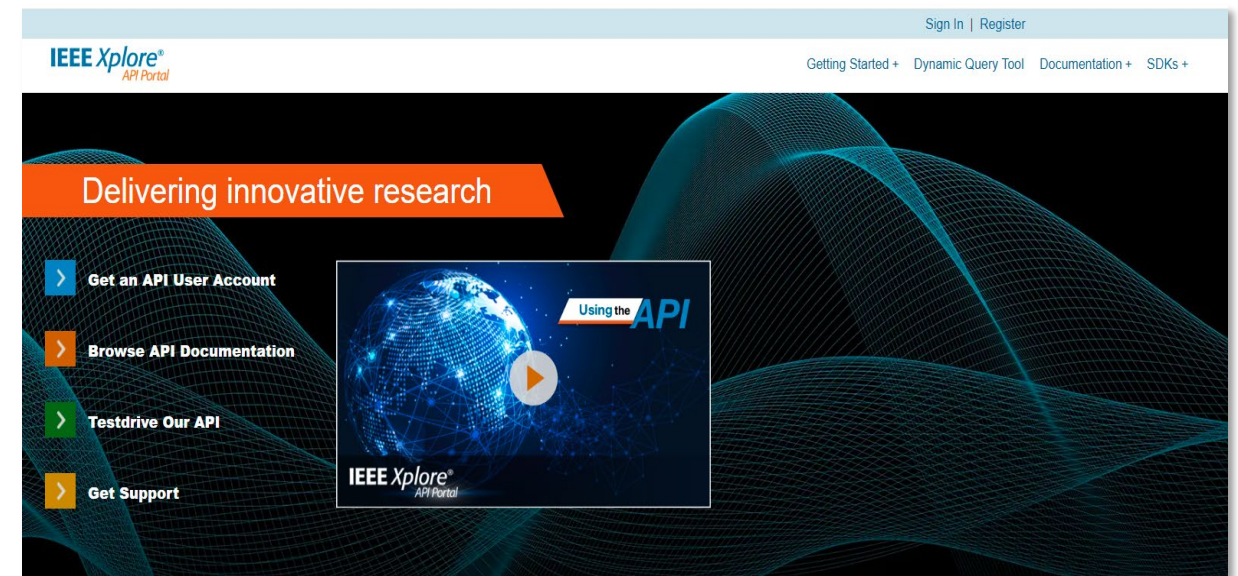 Sign In | Register
IEEE Xplore®
API Portal
Getting Started + Dynamic Query Tool Documentation + SDKs +
Delivering innovative research
Get an API User Account
Browse API Documentation
Testdrive Our API
Get Support
Using the API
IEEE Xplore®
API Portal